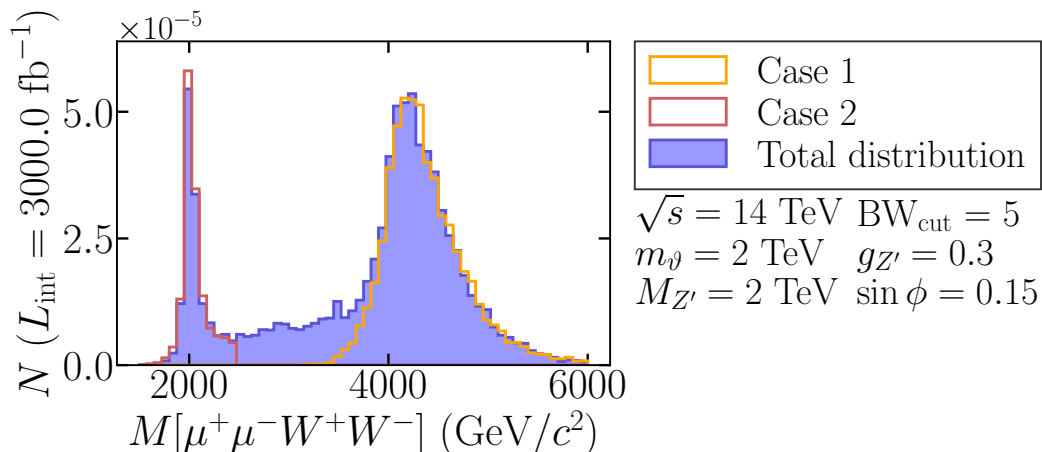 ×10⁻⁵
5.0
2.5
0.0
N (L_int = 3000.0 fb⁻¹)
2000 4000 6000
M[μ⁺μ⁻W⁺W⁻] (GeV/c²)
Case 1
Case 2
Total distribution
√s = 14 TeV BW_cut = 5
m_ϑ = 2 TeV g_Z′ = 0.3
M_Z′ = 2 TeV sin ϕ = 0.15